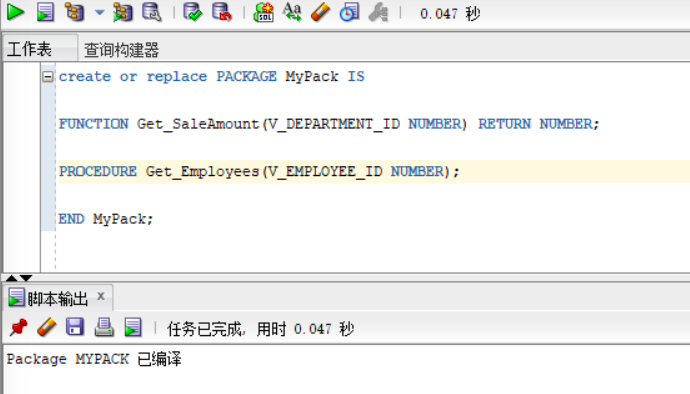 0.047 秒
工作表 查询构建器
create or replace PACKAGE MyPack IS
FUNCTION Get_SaleAmount(V_DEPARTMENT_ID NUMBER) RETURN NUMBER;
PROCEDURE Get_Employees(V_EMPLOYEE_ID NUMBER);
END MyPack;
脚本输出 x
任务已完成, 用时 0.047 秒
Package MYPACK 已编译